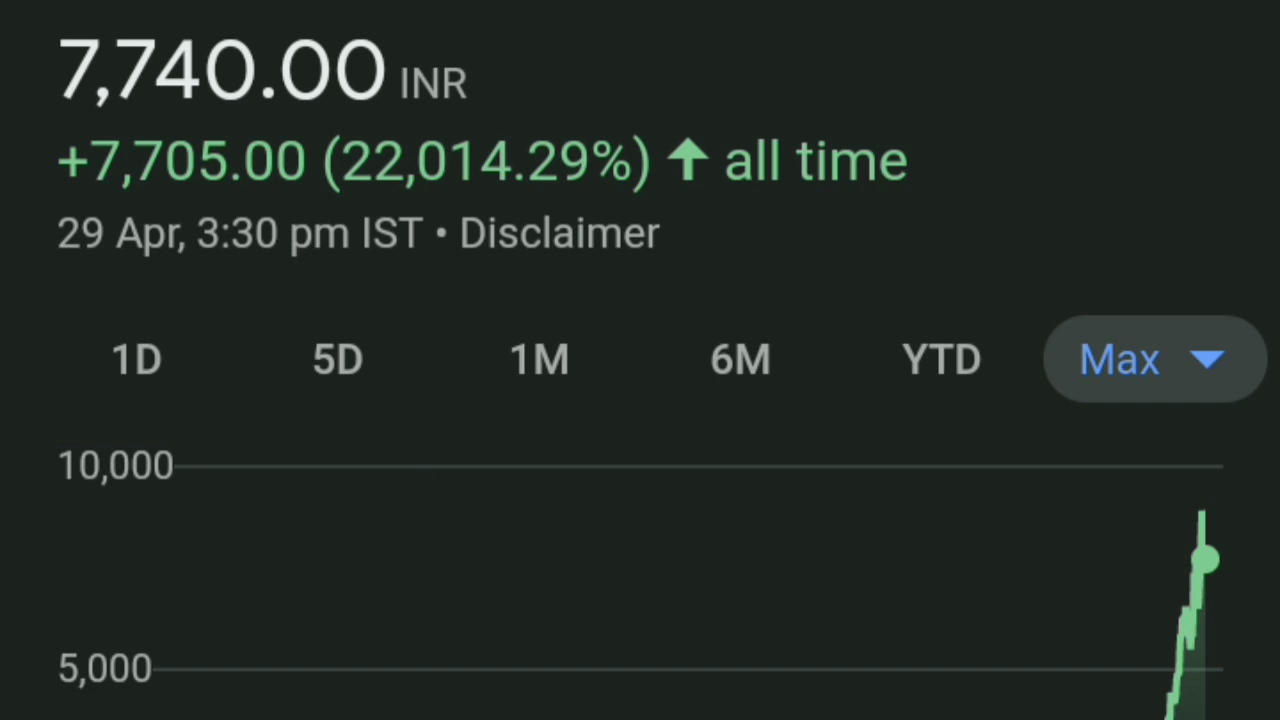 7,740.00 INR
+7,705.00 (22,014.29%) ↑ all time
29 Apr, 3:30 pm IST • Disclaimer
1D 5D 1M 6M YTD Max
10,000
5,000